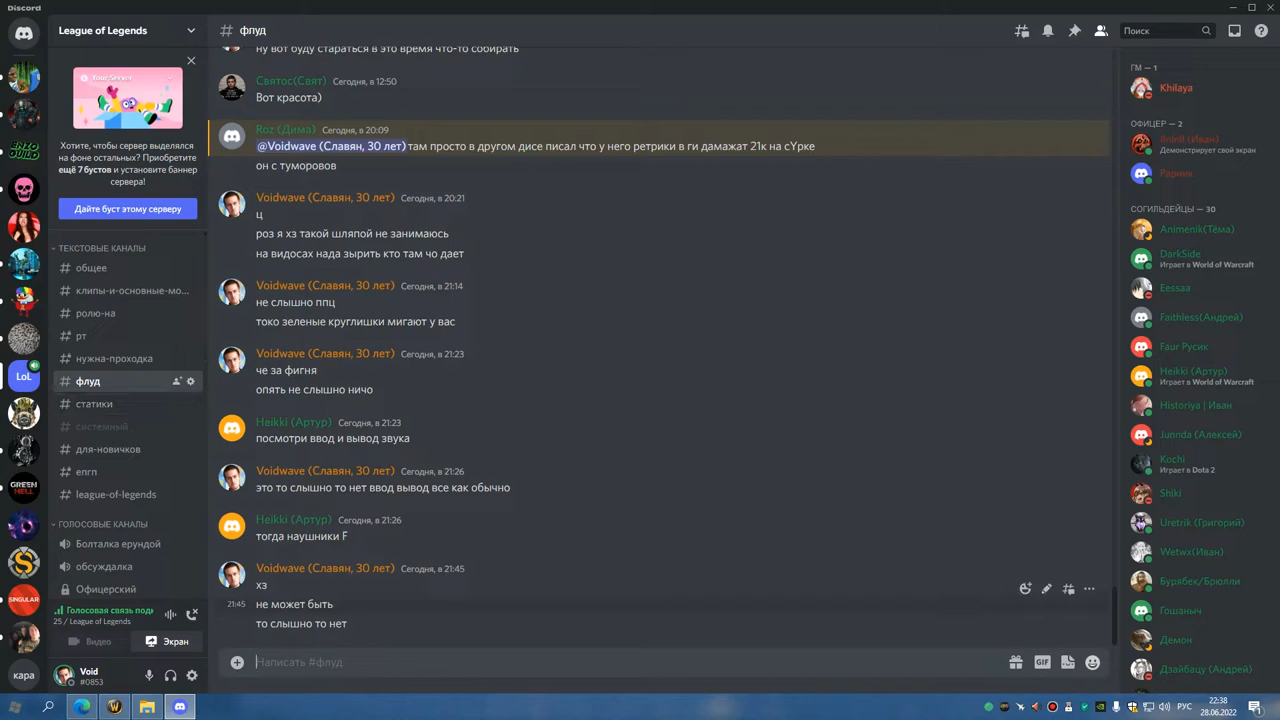 Discord
League of Legends
# флуд
Поиск
Your Server
Хотите, чтобы сервер выделялся
на фоне остальных? Приобретите
ещё 7 бустов и установите баннер
сервера!
Дайте буст этому серверу
ТЕКСТОВЫЕ КАНАЛЫ
# общее
# клипы-и-основные-мо...
# ролю-на
# рт
# нужна-проходка
# флуд
# статики
# системный
# для-новичков
# епгп
# league-of-legends
ГОЛОСОВЫЕ КАНАЛЫ
Болталка ерундой
обсуждалка
Офицерский
Голосовая связь подк
25 / League of Legends
Видео
Экран
Void
#0853
LoL
GREEN
HELL
SINGULAR
кара
ну вот буду стараться в это время что-то собирать
Святос(Свят) Сегодня, в 12:50
Вот красота)
Roz (Дима) Сегодня, в 20:09
@Voidwave (Славян, 30 лет) там просто в другом дисе писал что у него ретрики в ги дамажат 21к на сУрке
он с туморовов
Voidwave (Славян, 30 лет) Сегодня, в 20:21
ц
роз я хз такой шляпой не занимаюсь
на видосах нада зырить кто там чо дает
Voidwave (Славян, 30 лет) Сегодня, в 21:14
не слышно ппц
токо зеленые круглишки мигают у вас
Voidwave (Славян, 30 лет) Сегодня, в 21:23
че за фигня
опять не слышно ничо
Heikki (Артур) Сегодня, в 21:23
посмотри ввод и вывод звука
Voidwave (Славян, 30 лет) Сегодня, в 21:26
это то слышно то нет ввод вывод все как обычно
Heikki (Артур) Сегодня, в 21:26
тогда наушники F
Voidwave (Славян, 30 лет) Сегодня, в 21:45
хз
21:45 не может быть
то слышно то нет
Написать #флуд
GIF
ГМ — 1
Khilaya
ОФИЦЕР — 2
Демонстрирует свой экран
Рарник
СОГИЛЬДЕЙЦЫ — 30
Animenik(Тёма)
DarkSide
Играет в World of Warcraft
Eessaa
Faithless(Андрей)
Faur Русик
Heikki (Артур)
Играет в World of Warcraft
Historiya | Иван
Junnda (Алексей)
Kochi
Играет в Dota 2
Shiki
Uretrik (Григорий)
Wetwx(Иван)
Бурябек/Брюлли
Гошаныч
Демон
Дзайбацу (Андрей)
РУС
22:38
28.06.2022
1